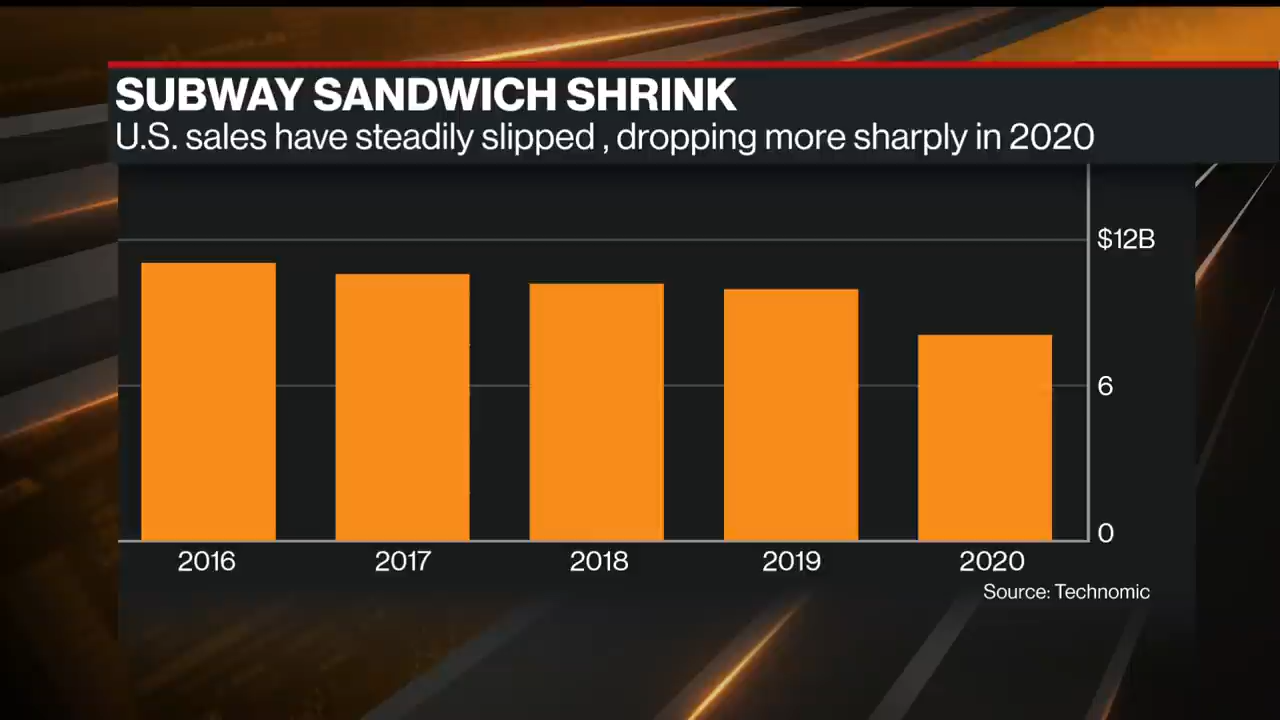 SUBWAY SANDWICH SHRINK
U.S. sales have steadily slipped , dropping more sharply in 2020
$12B
6
0
2016 2017 2018 2019 2020
Source: Technomic